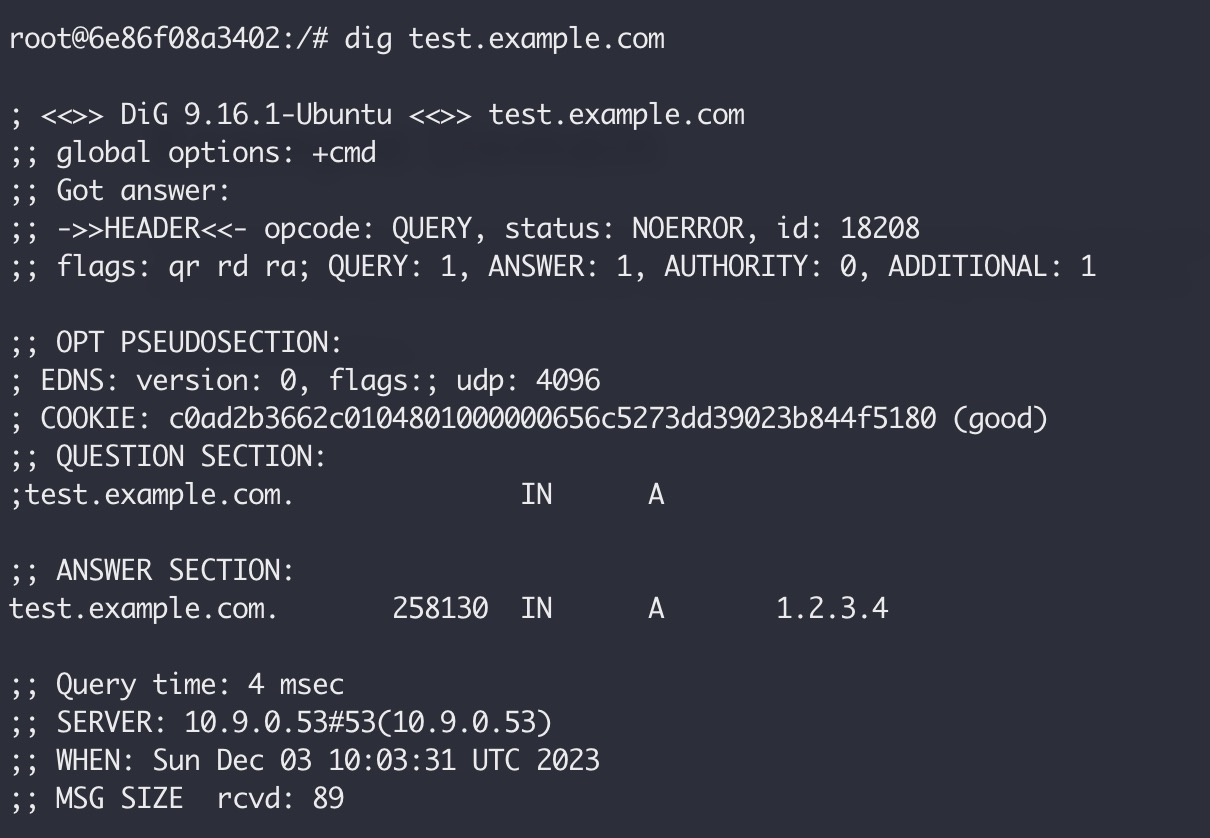 root@6e86f08a3402:/# dig test.example.com

; <<>> DiG 9.16.1-Ubuntu <<>> test.example.com
;; global options: +cmd
;; Got answer:
;; ->>HEADER<<- opcode: QUERY, status: NOERROR, id: 18208
;; flags: qr rd ra; QUERY: 1, ANSWER: 1, AUTHORITY: 0, ADDITIONAL: 1

;; OPT PSEUDOSECTION:
; EDNS: version: 0, flags:; udp: 4096
; COOKIE: c0ad2b3662c0104801000000656c5273dd39023b844f5180 (good)
;; QUESTION SECTION:
;test.example.com.		IN	A

;; ANSWER SECTION:
test.example.com.	258130	IN	A	1.2.3.4

;; Query time: 4 msec
;; SERVER: 10.9.0.53#53(10.9.0.53)
;; WHEN: Sun Dec 03 10:03:31 UTC 2023
;; MSG SIZE  rcvd: 89